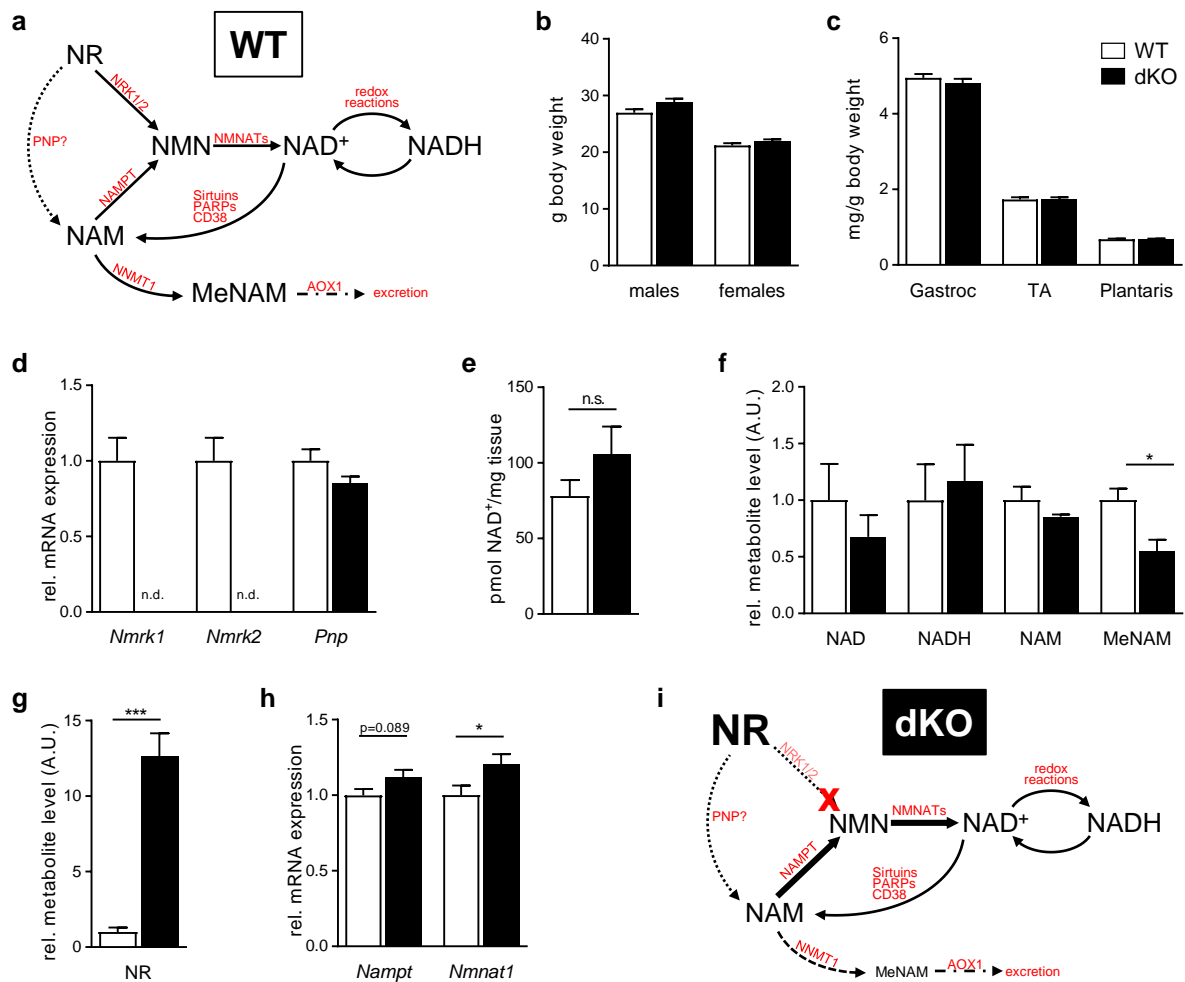 a
WT
NR
NRK1/2
PNP?
NMN
NMNATs
NAD+
redox
reactions
NADH
NAMPT
Sirtuins
PARPs
CD38
NAM
NNMT1
MeNAM
AOX1
excretion
b
g body weight
40
30
20
10
0
males
females
c
mg/g body weight
6
4
2
0
Gastroc
TA
Plantaris
WT
dKO
d
rel. mRNA expression
1.5
1.0
0.5
0.0
n.d.
n.d.
Nmrk1
Nmrk2
Pnp
e
pmol NAD+/mg tissue
150
100
50
0
n.s.
f
rel. metabolite level (A.U.)
2.0
1.5
1.0
0.5
0.0
*
NAD
NADH
NAM
MeNAM
g
rel. metabolite level (A.U.)
15
10
5
0
***
NR
h
rel. mRNA expression
1.5
1.0
0.5
0.0
p=0.089
*
Nampt
Nmnat1
i
dKO
NR
NRK1/2
X
PNP?
NMN
NMNATs
NAD+
redox
reactions
NADH
NAMPT
Sirtuins
PARPs
CD38
NAM
NNMT1
MeNAM
AOX1
excretion